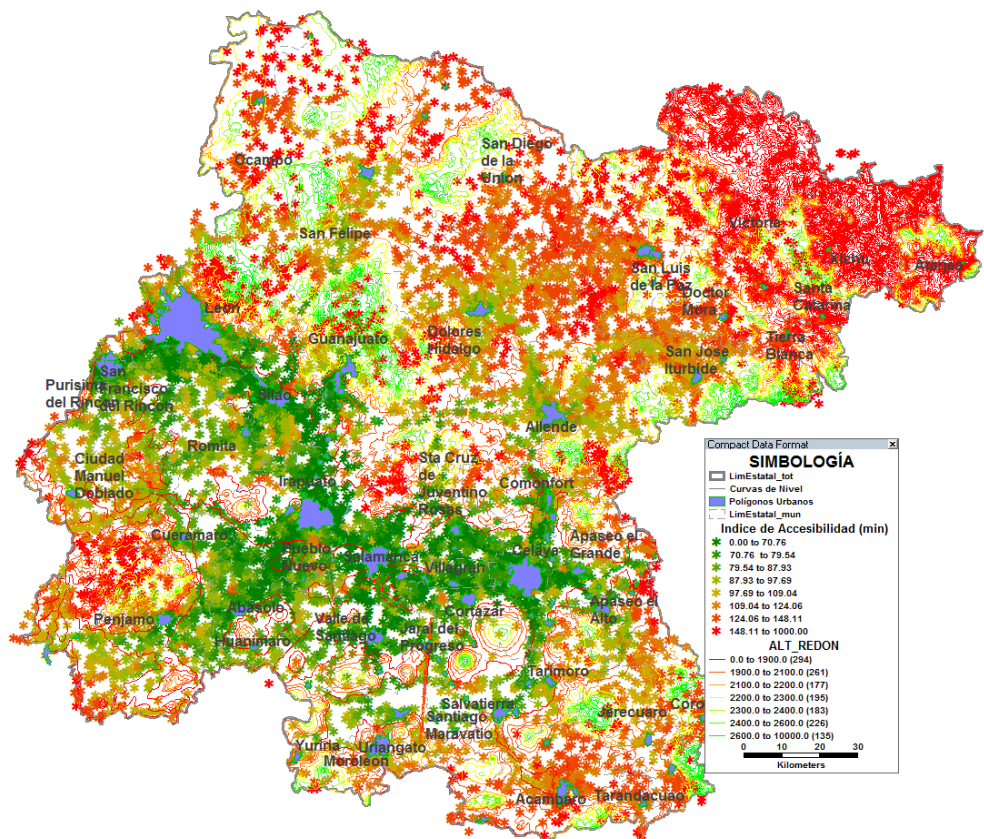 San Diego
de la
Union
Ocampo
San Felipe
Victoria
Xichu
Atarjea
San Luis
de la Paz
Doctor
Mora
Santa
Catarina
Leon
Guanajuato
Dolores
Hidalgo
San Jose
Iturbide
Tierra
Blanca
Purisima
del Rincon
San
Francisco
del Rincon
Silao
Allende
Romita
Ciudad
Manuel
Doblado
Irapuato
Sta Cruz
de
Juventino
Rosas
Comonfort
Cueramaro
Pueblo
Nuevo
Salamanca
Villagran
Celaya
Apaseo el
Grande
Apaseo el
Alto
Penjamo
Abasolo
Huanimaro
Valle de
Santiago
Jaral del
Progreso
Cortazar
Tarimoro
Salvatierra
Santiago
Maravatio
Jerecuaro
Coro
Yuriria
Moroleon
Uriangato
Acambaro
Tarandacuao
Compact Data Format
SIMBOLOGÍA
LimEstatal_tot
Curvas de Nivel
Polígonos Urbanos
LimEstatal_mun
Indice de Accesibilidad (min)
0.00 to 70.76
70.76 to 79.54
79.54 to 87.93
87.93 to 97.69
97.69 to 109.04
109.04 to 124.06
124.06 to 148.11
148.11 to 1000.00
ALT_REDON
0.0 to 1900.0 (294)
1900.0 to 2100.0 (261)
2100.0 to 2200.0 (177)
2200.0 to 2300.0 (195)
2300.0 to 2400.0 (183)
2400.0 to 2600.0 (226)
2600.0 to 10000.0 (135)
0 10 20 30
Kilometers